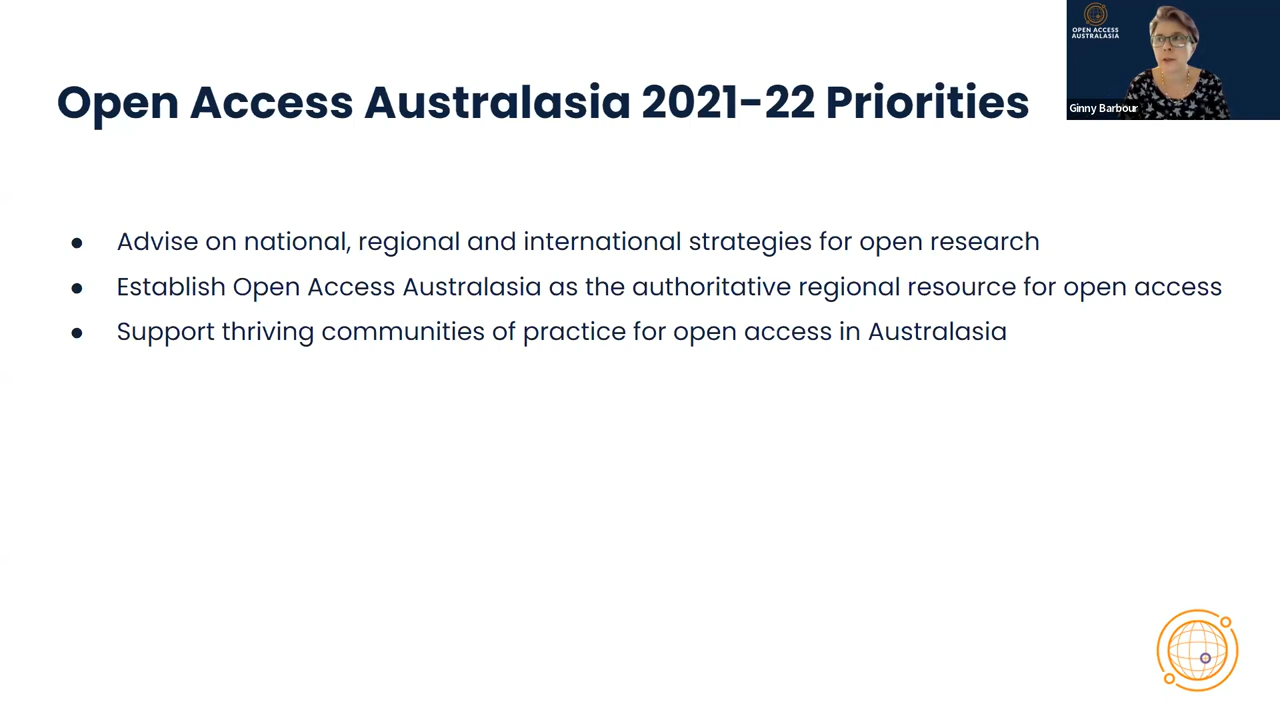 OPEN ACCESS
AUSTRALASIA
Ginny Barbour
Open Access Australasia 2021-22 Priorities
● Advise on national, regional and international strategies for open research
● Establish Open Access Australasia as the authoritative regional resource for open access
● Support thriving communities of practice for open access in Australasia